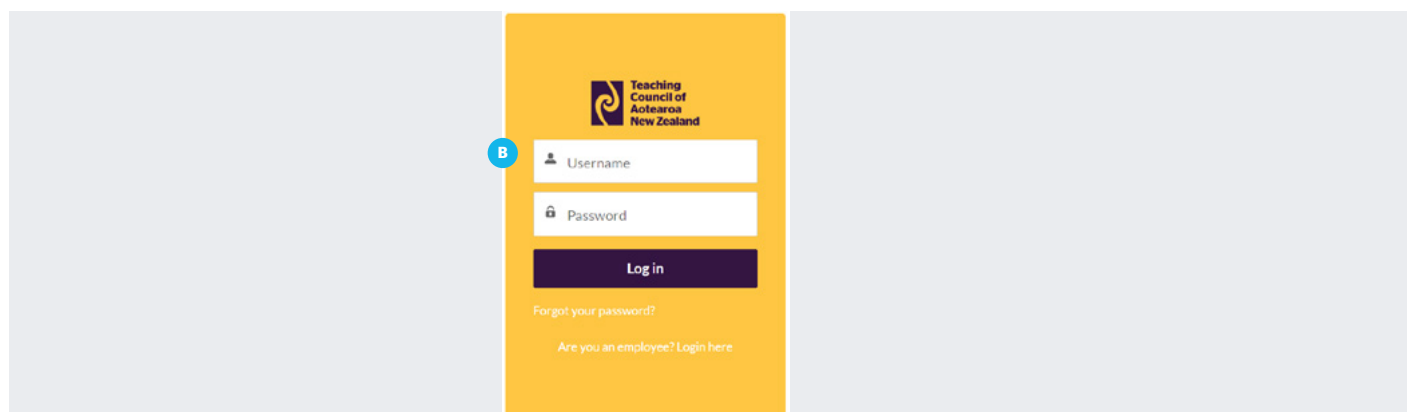 Teaching
Council of
Aotearoa
New Zealand
B
Username
Password
Log in
Forgot your password?
Are you an employee? Login here